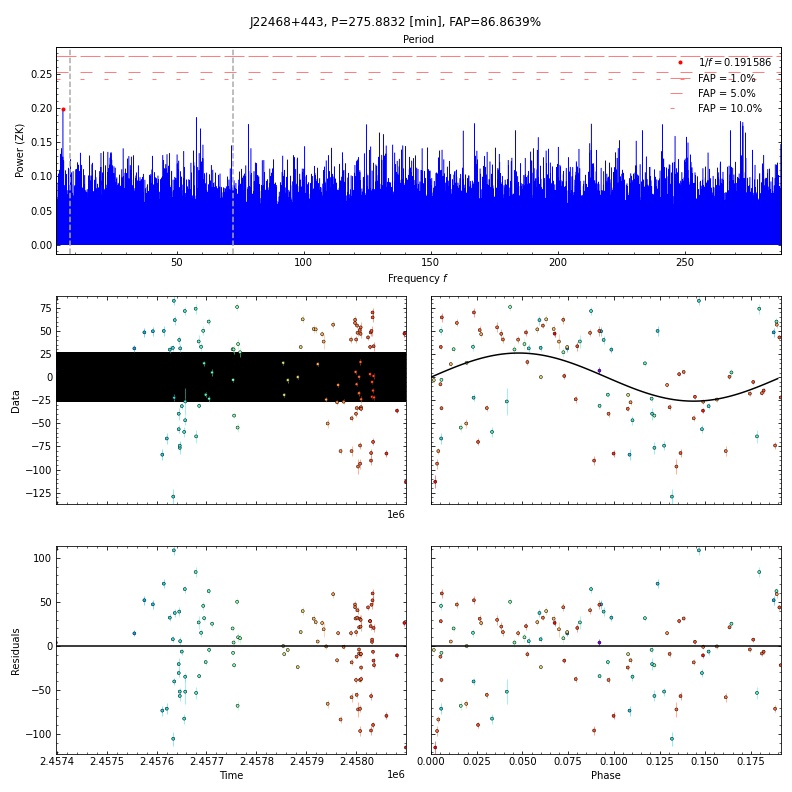 J22468+443, P=275.8832 [min], FAP=86.8639%
Period
Power (ZK)
0.25
0.20
0.15
0.10
0.05
0.00
1/f = 0.191586
FAP = 1.0%
FAP = 5.0%
FAP = 10.0%
50 100 150 200 250
Frequency f
Data
75
50
25
0
−25
−50
−75
−100
−125
1e6
Residuals
100
50
0
−50
−100
2.4574 2.4575 2.4576 2.4577 2.4578 2.4579 2.4580
0.000 0.025 0.050 0.075 0.100 0.125 0.150 0.175
Time 1e6 Phase